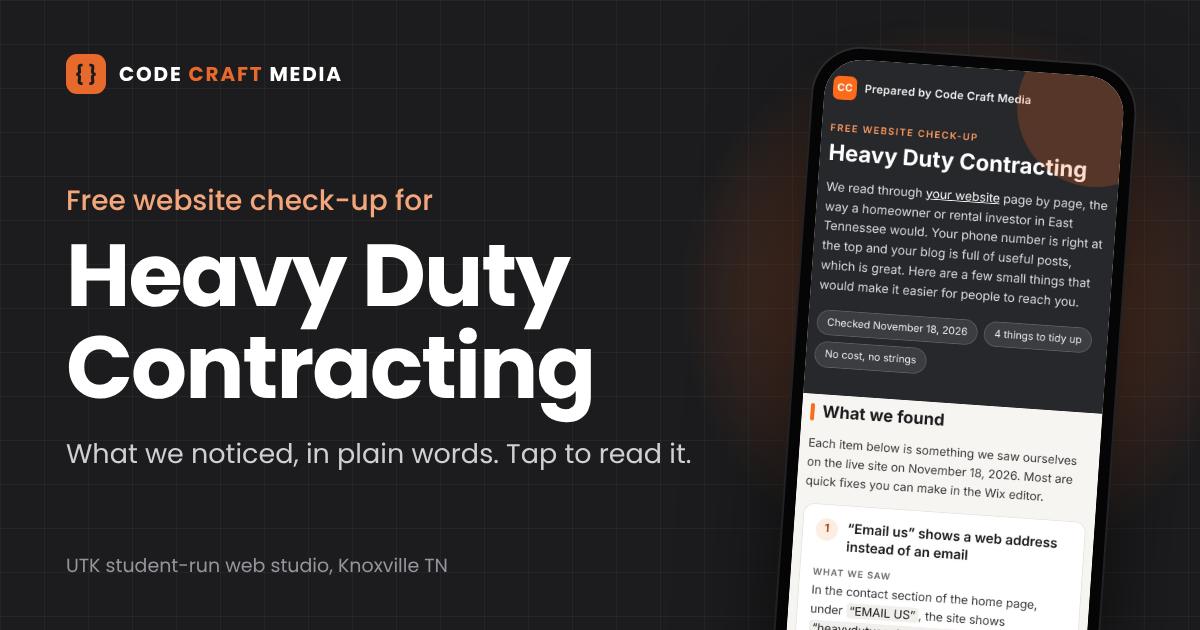 { } CODE CRAFT MEDIA
Free website check-up for
Heavy Duty
Contracting
What we noticed, in plain words. Tap to read it.
UTK student-run web studio, Knoxville TN
CC Prepared by Code Craft Media
FREE WEBSITE CHECK-UP
Heavy Duty Contracting
We read through your website page by page, the
way a homeowner or rental investor in East
Tennessee would. Your phone number is right at
the top and your blog is full of useful posts,
which is great. Here are a few small things that
would make it easier for people to reach you.
Checked November 18, 2026 4 things to tidy up
No cost, no strings
What we found
Each item below is something we saw ourselves
on the live site on November 18, 2026. Most are
quick fixes you can make in the Wix editor.
1 “Email us” shows a web address
instead of an email
WHAT WE SAW
In the contact section of the home page,
under “EMAIL US”, the site shows